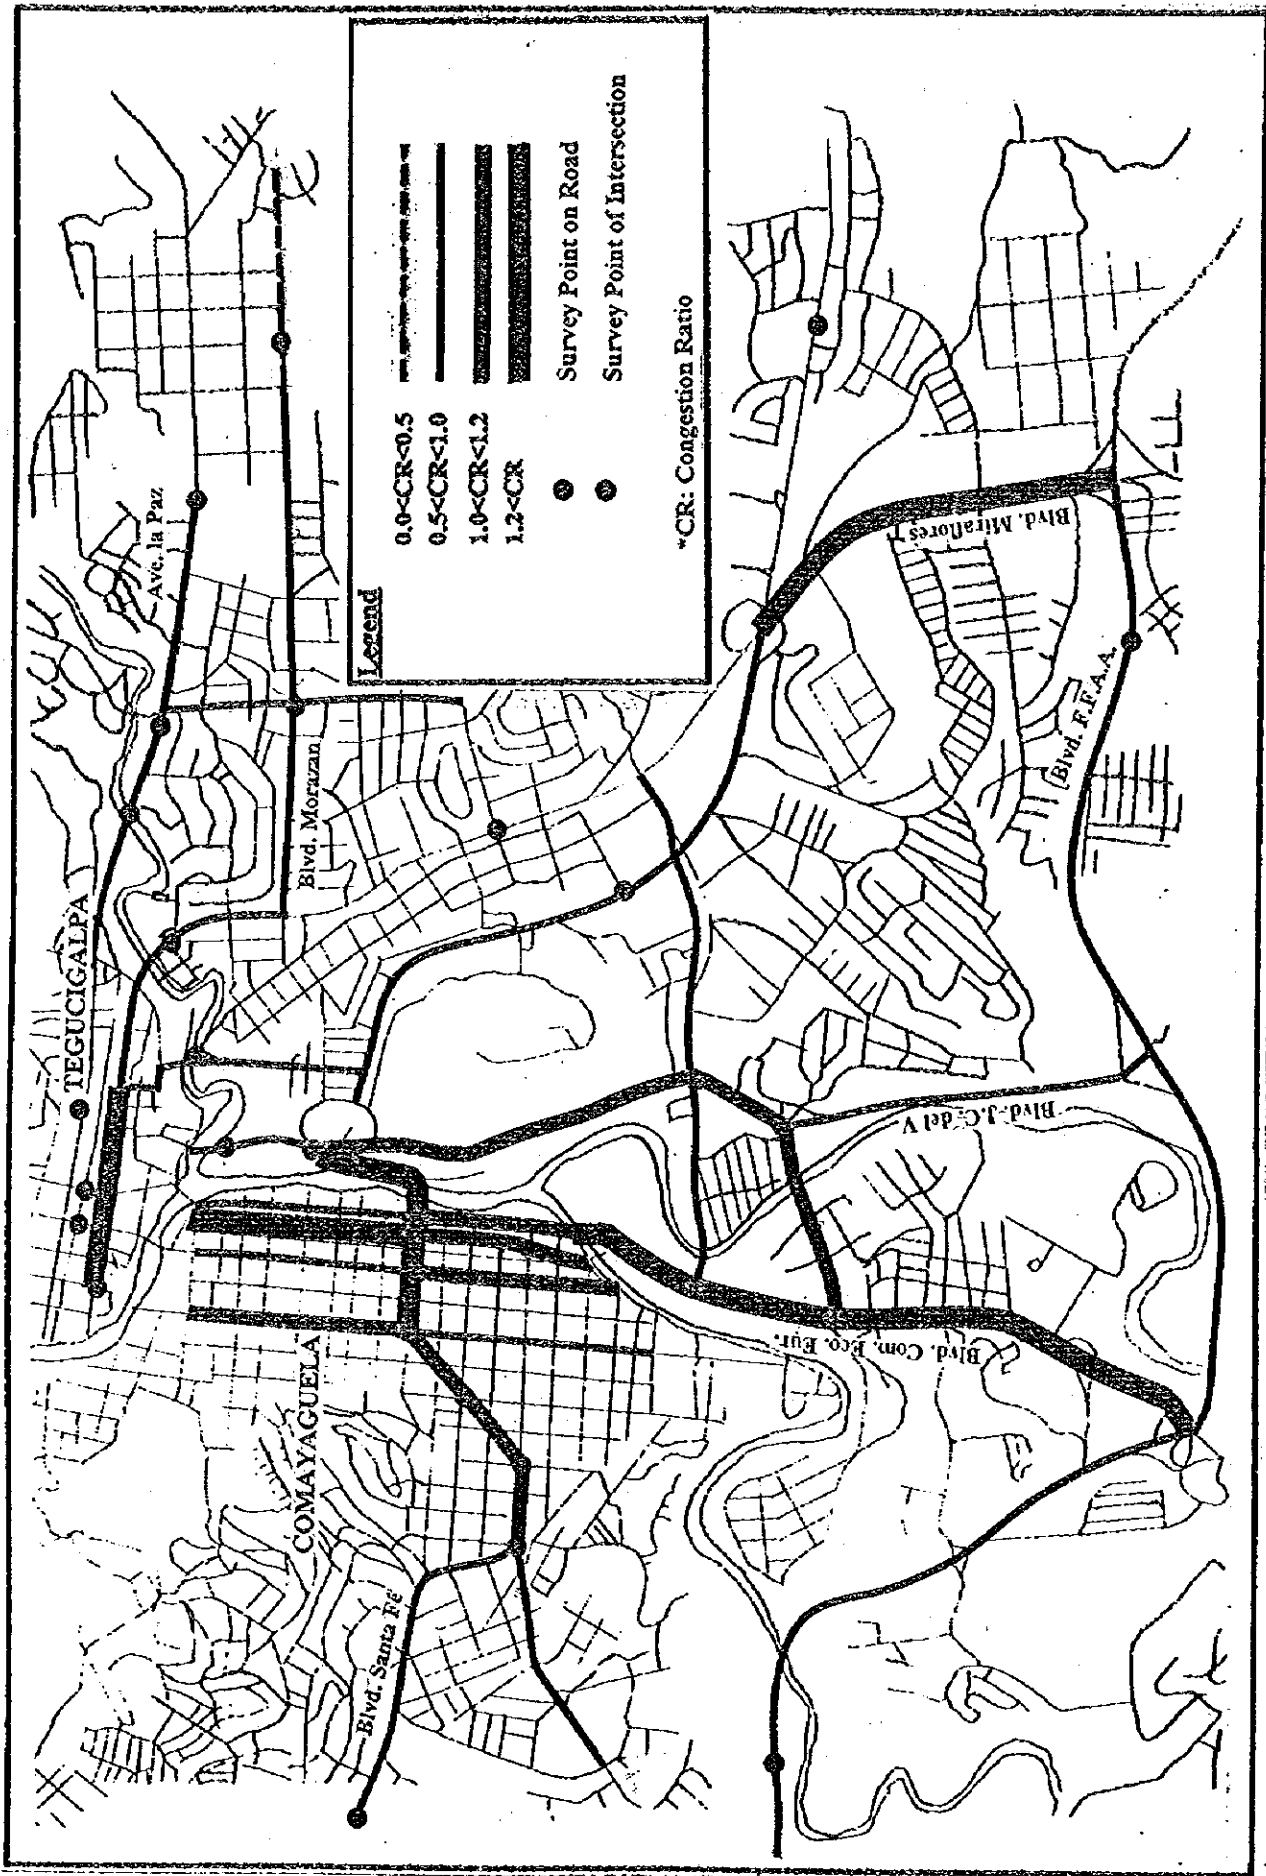 TEGUCIGALPA
COMAYAGUELA
Ave. la Paz
Blvd. Morazan
Blvd. Santa Fe
Blvd. Miraflores
Blvd. F.F.A.A.
Blvd. J.C. del V
Blvd. Com. Eco. Eur.
Legend
0.0<CR<0.5
0.5<CR<1.0
1.0<CR<1.2
1.2<CR
Survey Point on Road
Survey Point of Intersection
*CR: Congestion Ratio